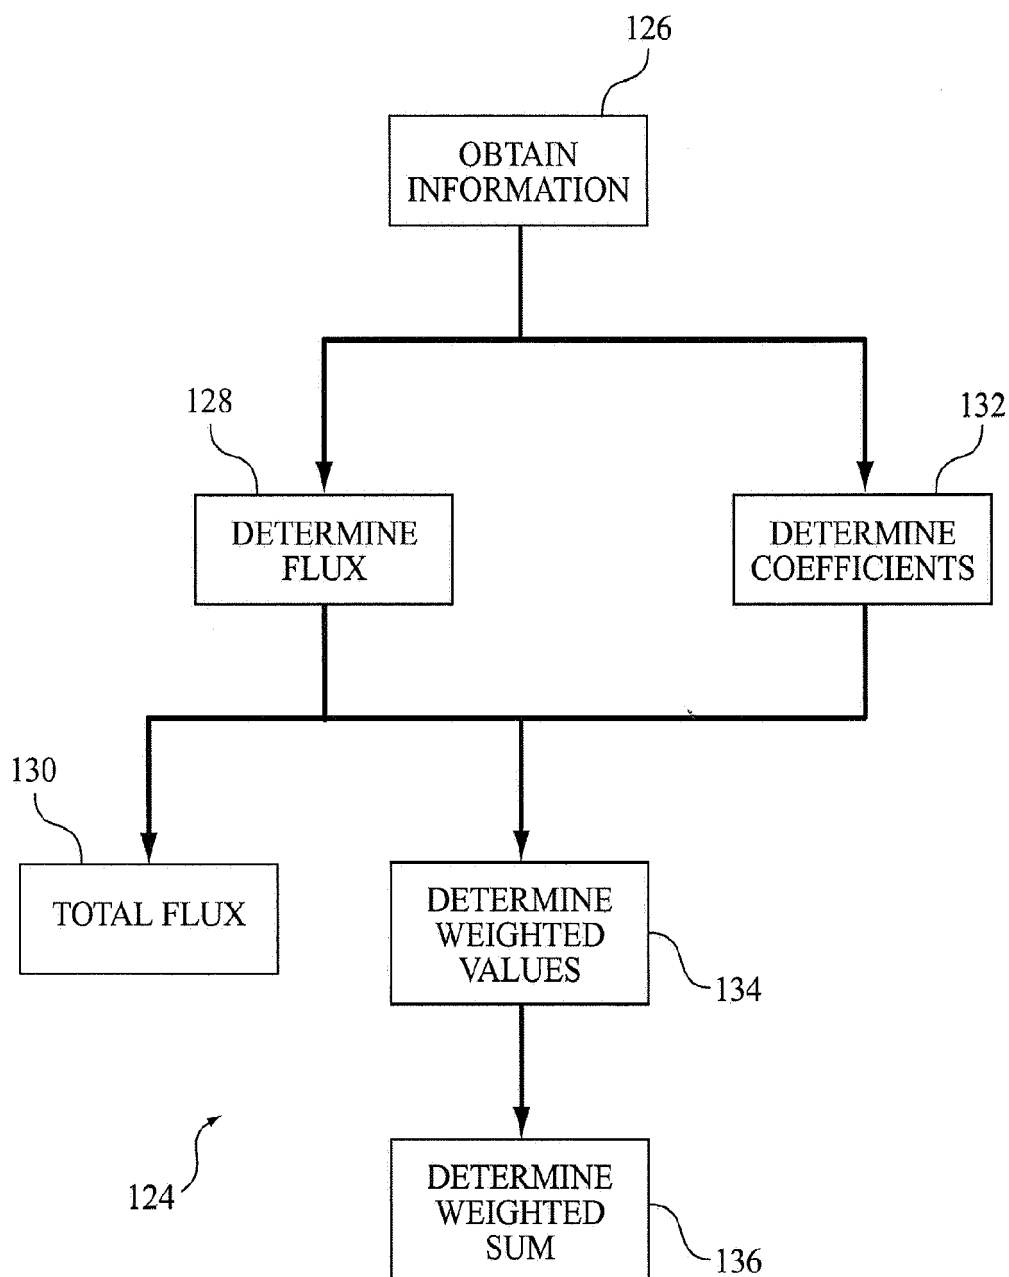 126
OBTAIN
INFORMATION
128
132
DETERMINE
FLUX
DETERMINE
COEFFICIENTS
130
TOTAL FLUX
DETERMINE
WEIGHTED
VALUES
134
124
DETERMINE
WEIGHTED
SUM
136